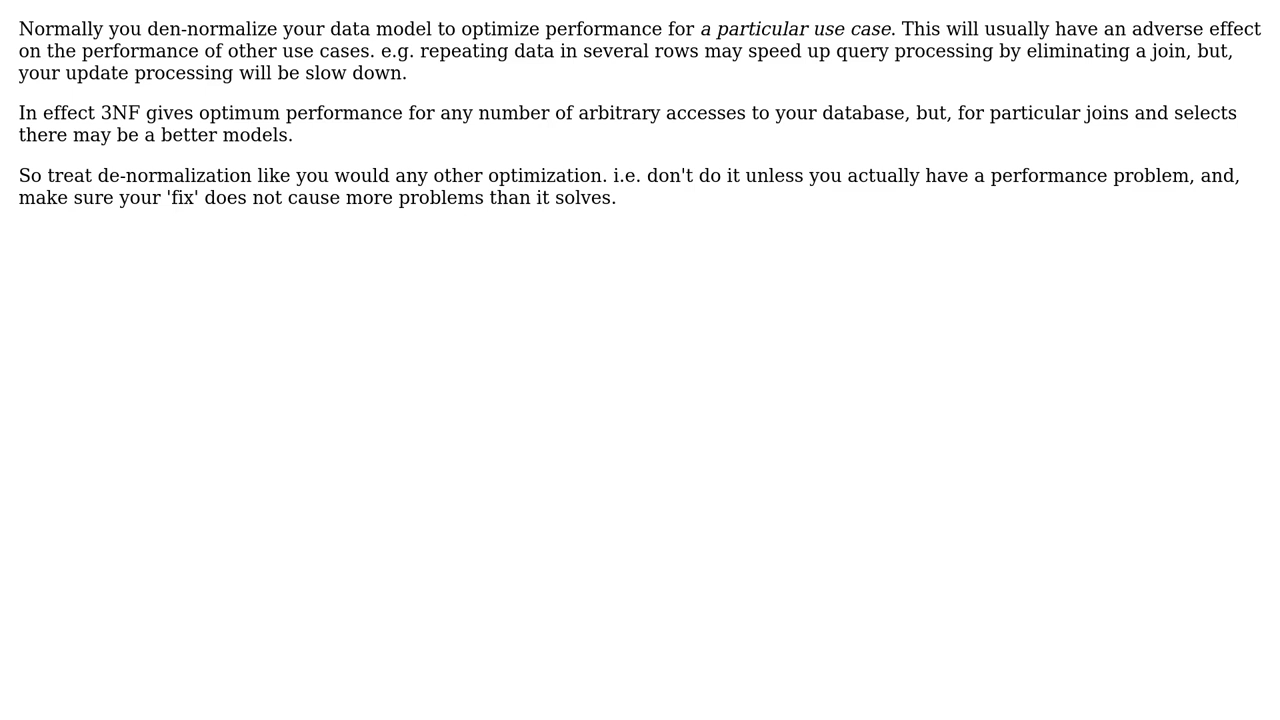 Normally you den-normalize your data model to optimize performance for a particular use case. This will usually have an adverse effect
on the performance of other use cases. e.g. repeating data in several rows may speed up query processing by eliminating a join, but,
your update processing will be slow down.
In effect 3NF gives optimum performance for any number of arbitrary accesses to your database, but, for particular joins and selects
there may be a better models.
So treat de-normalization like you would any other optimization. i.e. don't do it unless you actually have a performance problem, and,
make sure your 'fix' does not cause more problems than it solves.